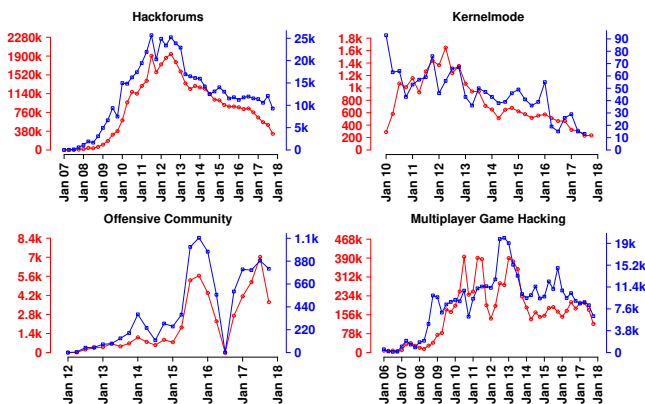 Hackforums
2280k
1900k
1520k
1140k
760k
380k
0
25k
20k
15k
10k
5k
0
Jan 07
Jan 08
Jan 09
Jan 10
Jan 11
Jan 12
Jan 13
Jan 14
Jan 15
Jan 16
Jan 17
Jan 18
Kernelmode
1.8k
1.6k
1.4k
1.2k
1k
800
600
400
200
0
90
80
70
60
50
40
30
20
10
0
Jan 10
Jan 11
Jan 12
Jan 13
Jan 14
Jan 15
Jan 16
Jan 17
Jan 18
Offensive Community
8.4k
7k
5.6k
4.2k
2.8k
1.4k
0
1.1k
880
660
440
220
0
Jan 12
Jan 13
Jan 14
Jan 15
Jan 16
Jan 17
Jan 18
Multiplayer Game Hacking
468k
390k
312k
234k
156k
78k
0
19k
15.2k
11.4k
7.6k
3.8k
0
Jan 06
Jan 07
Jan 08
Jan 09
Jan 10
Jan 11
Jan 12
Jan 13
Jan 14
Jan 15
Jan 16
Jan 17
Jan 18